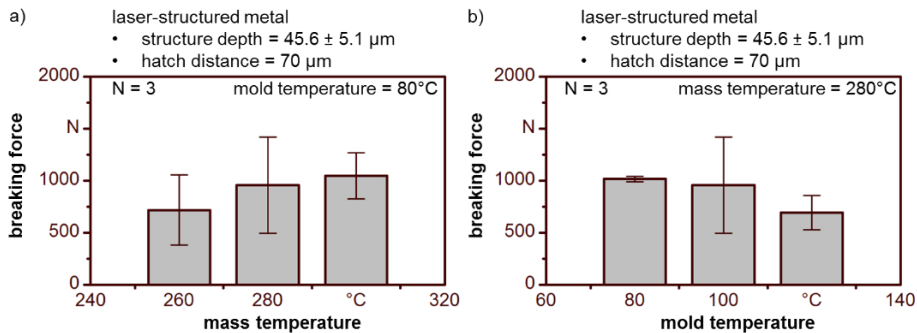 a)
laser-structured metal
• structure depth = 45.6 ± 5.1 µm
• hatch distance = 70 µm
N = 3
mold temperature = 80°C
breaking force
2000
N
1000
500
0
240
260
280
°C
320
mass temperature
b)
laser-structured metal
• structure depth = 45.6 ± 5.1 µm
• hatch distance = 70 µm
N = 3
mass temperature = 280°C
breaking force
2000
N
1000
500
0
60
80
100
°C
140
mold temperature